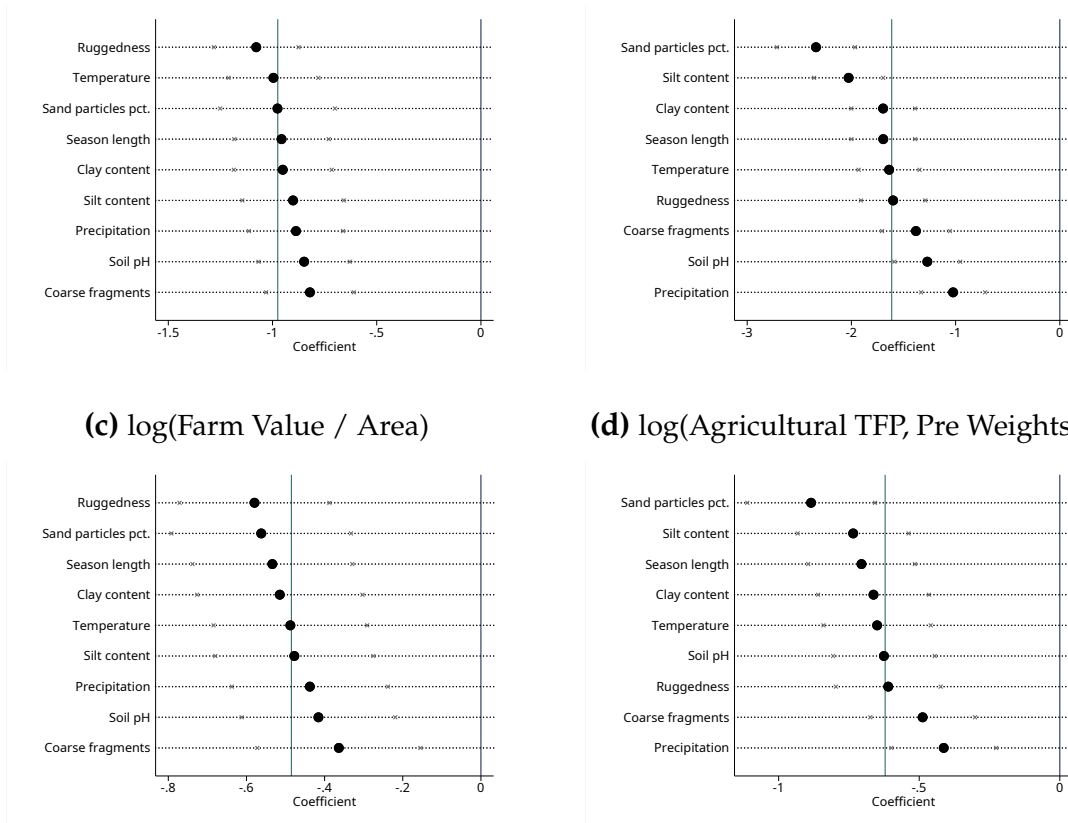 Ruggedness
Temperature
Sand particles pct.
Season length
Clay content
Silt content
Precipitation
Soil pH
Coarse fragments
-1.5 -1 -.5 0
Coefficient
Sand particles pct.
Silt content
Clay content
Season length
Temperature
Ruggedness
Coarse fragments
Soil pH
Precipitation
-3 -2 -1 0
Coefficient
(c) log(Farm Value / Area)
(d) log(Agricultural TFP, Pre Weights
Ruggedness
Sand particles pct.
Season length
Clay content
Temperature
Silt content
Precipitation
Soil pH
Coarse fragments
-.8 -.6 -.4 -.2 0
Coefficient
Sand particles pct.
Silt content
Season length
Clay content
Temperature
Soil pH
Ruggedness
Coarse fragments
Precipitation
-1 -.5 0
Coefficient